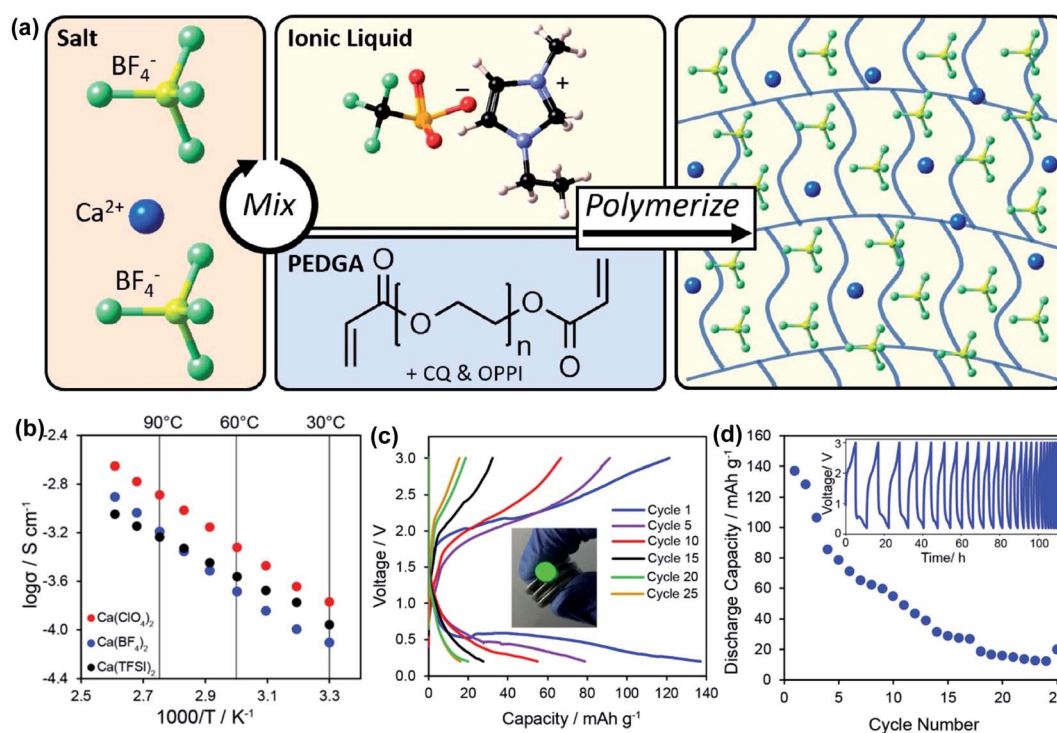 (a)
Salt
BF₄⁻
Ca²⁺
BF₄⁻
Mix
Ionic Liquid
−
+
PEDGA
O
O
O
O
n
+ CQ & OPPI
Polymerize
(b)
90°C 60°C 30°C
logσ / S cm⁻¹
-2.4
-2.8
-3.2
-3.6
-4.0
-4.4
Ca(ClO₄)₂
Ca(BF₄)₂
Ca(TFSI)₂
2.5 2.7 2.9 3.1 3.3
1000/T / K⁻¹
(c)
Voltage / V
3.5
3.0
2.5
2.0
1.5
1.0
0.5
0.0
Cycle 1
Cycle 5
Cycle 10
Cycle 15
Cycle 20
Cycle 25
0 20 40 60 80 100 120 140
Capacity / mAh g⁻¹
(d)
Discharge Capacity / mAh g⁻¹
160
140
120
100
80
60
40
20
0
Voltage/ V
3
2
1
0
0 20 40 60 80 100
Time/ h
0 5 10 15 20 25
Cycle Number